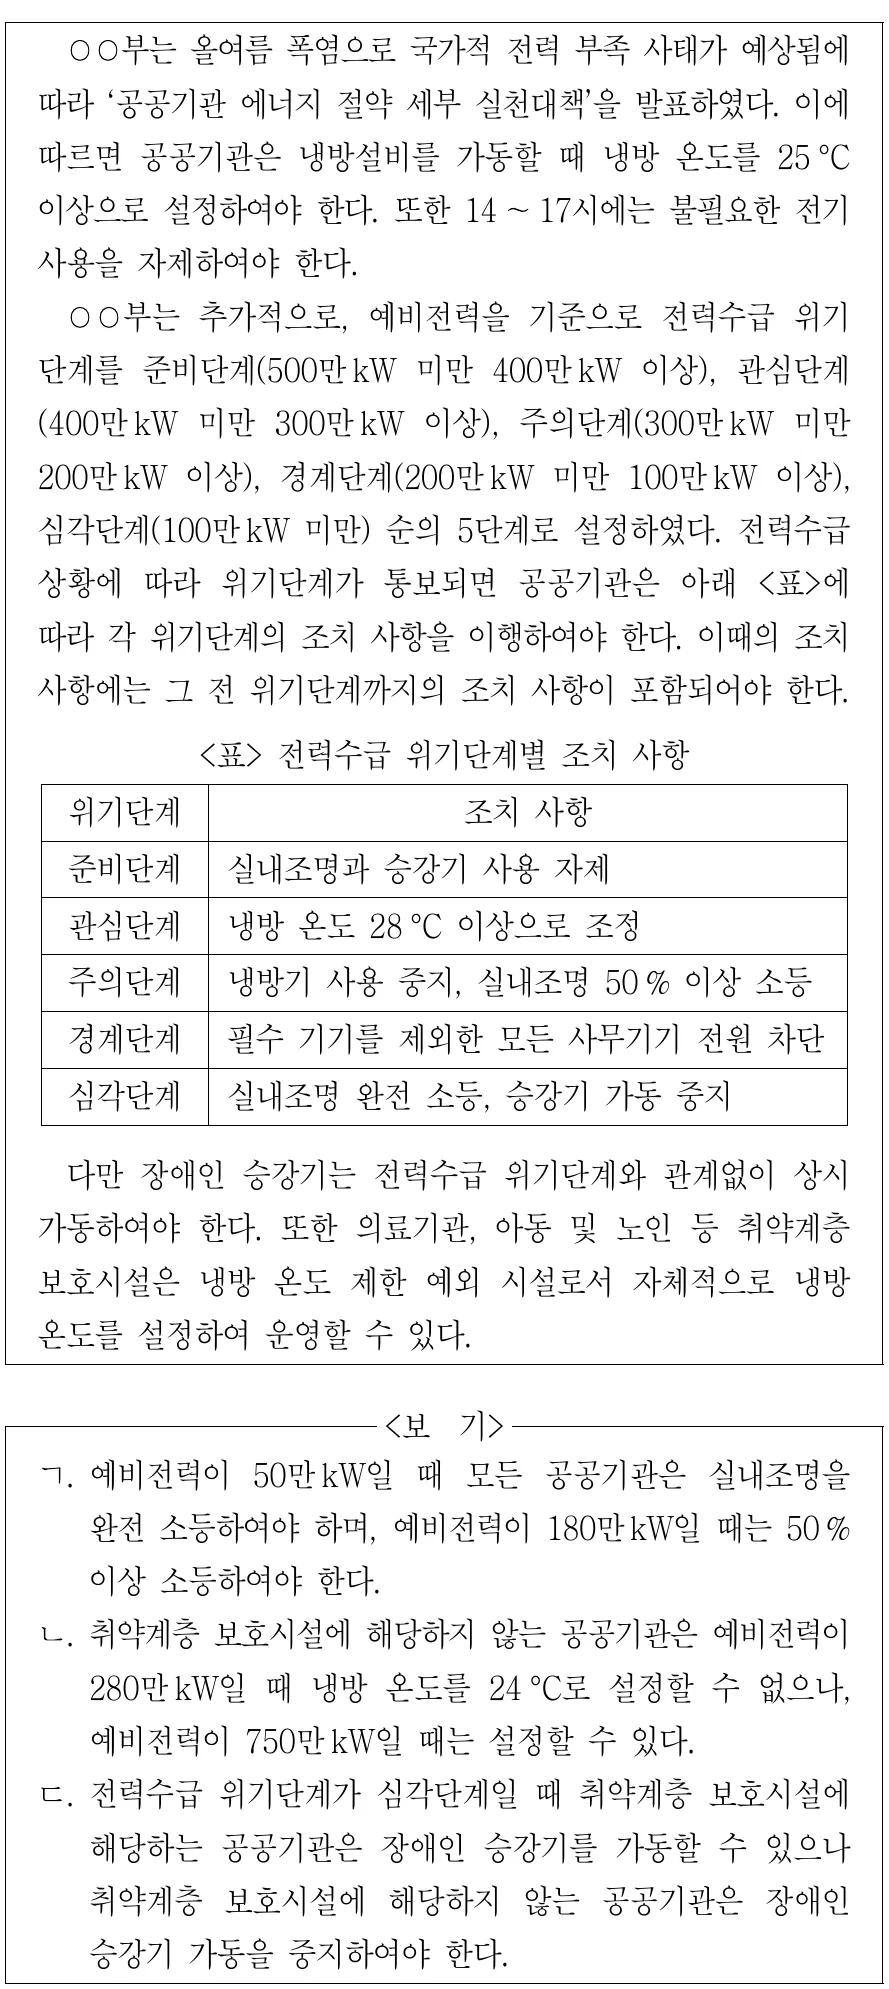 ○○부는 올여름 폭염으로 국가적 전력 부족 사태가 예상됨에
따라 ‘공공기관 에너지 절약 세부 실천대책’을 발표하였다. 이에
따르면 공공기관은 냉방설비를 가동할 때 냉방 온도를 25 ℃
이상으로 설정하여야 한다. 또한 14 ~ 17시에는 불필요한 전기
사용을 자제하여야 한다.
○○부는 추가적으로, 예비전력을 기준으로 전력수급 위기
단계를 준비단계(500만 kW 미만 400만 kW 이상), 관심단계
(400만 kW 미만 300만 kW 이상), 주의단계(300만 kW 미만
200만 kW 이상), 경계단계(200만 kW 미만 100만 kW 이상),
심각단계(100만 kW 미만) 순의 5단계로 설정하였다. 전력수급
상황에 따라 위기단계가 통보되면 공공기관은 아래 <표>에
따라 각 위기단계의 조치 사항을 이행하여야 한다. 이때의 조치
사항에는 그 전 위기단계까지의 조치 사항이 포함되어야 한다.
<표> 전력수급 위기단계별 조치 사항
위기단계 조치 사항
준비단계 실내조명과 승강기 사용 자제
관심단계 냉방 온도 28 ℃ 이상으로 조정
주의단계 냉방기 사용 중지, 실내조명 50 % 이상 소등
경계단계 필수 기기를 제외한 모든 사무기기 전원 차단
심각단계 실내조명 완전 소등, 승강기 가동 중지
다만 장애인 승강기는 전력수급 위기단계와 관계없이 상시
가동하여야 한다. 또한 의료기관, 아동 및 노인 등 취약계층
보호시설은 냉방 온도 제한 예외 시설로서 자체적으로 냉방
온도를 설정하여 운영할 수 있다.
<보 기>
ㄱ. 예비전력이 50만 kW일 때 모든 공공기관은 실내조명을
완전 소등하여야 하며, 예비전력이 180만 kW일 때는 50 %
이상 소등하여야 한다.
ㄴ. 취약계층 보호시설에 해당하지 않는 공공기관은 예비전력이
280만 kW일 때 냉방 온도를 24 ℃로 설정할 수 없으나,
예비전력이 750만 kW일 때는 설정할 수 있다.
ㄷ. 전력수급 위기단계가 심각단계일 때 취약계층 보호시설에
해당하는 공공기관은 장애인 승강기를 가동할 수 있으나
취약계층 보호시설에 해당하지 않는 공공기관은 장애인
승강기 가동을 중지하여야 한다.